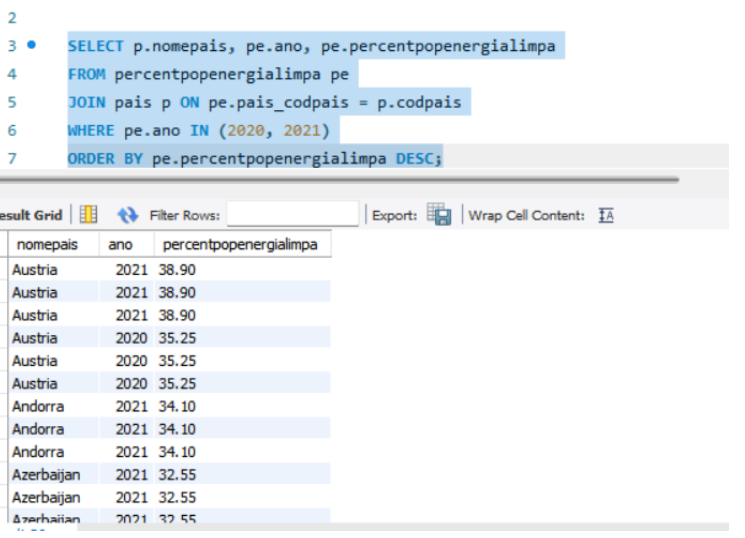 2
3 SELECT p.nomepais, pe.ano, pe.percentpopenergialimpa
4 FROM percentpopenergialimpa pe
5 JOIN pais p ON pe.pais_codpais = p.codpais
6 WHERE pe.ano IN (2020, 2021)
7 ORDER BY pe.percentpopenergialimpa DESC;
esult Grid Filter Rows: Export: Wrap Cell Content: IA
nomepais ano percentpopenergialimpa
Austria 2021 38.90
Austria 2021 38.90
Austria 2021 38.90
Austria 2020 35.25
Austria 2020 35.25
Austria 2020 35.25
Andorra 2021 34.10
Andorra 2021 34.10
Andorra 2021 34.10
Azerbaijan 2021 32.55
Azerbaijan 2021 32.55
Azerbaijan 2021 32.55